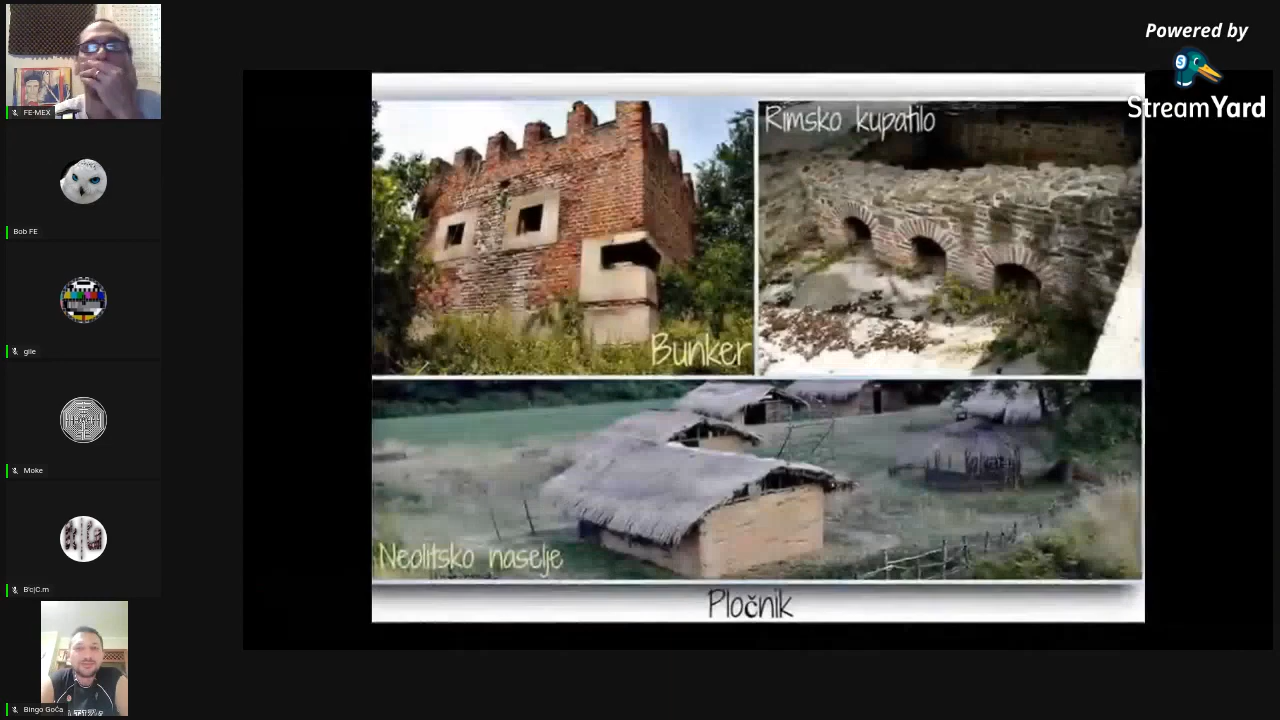 FE-MEX
Bob FE
gile
Moke
B'c|C.m
Bingo Goča
Powered by
StreamYard
Rimsko kupatilo
Bunker
Neolitsko naselje
Pločnik